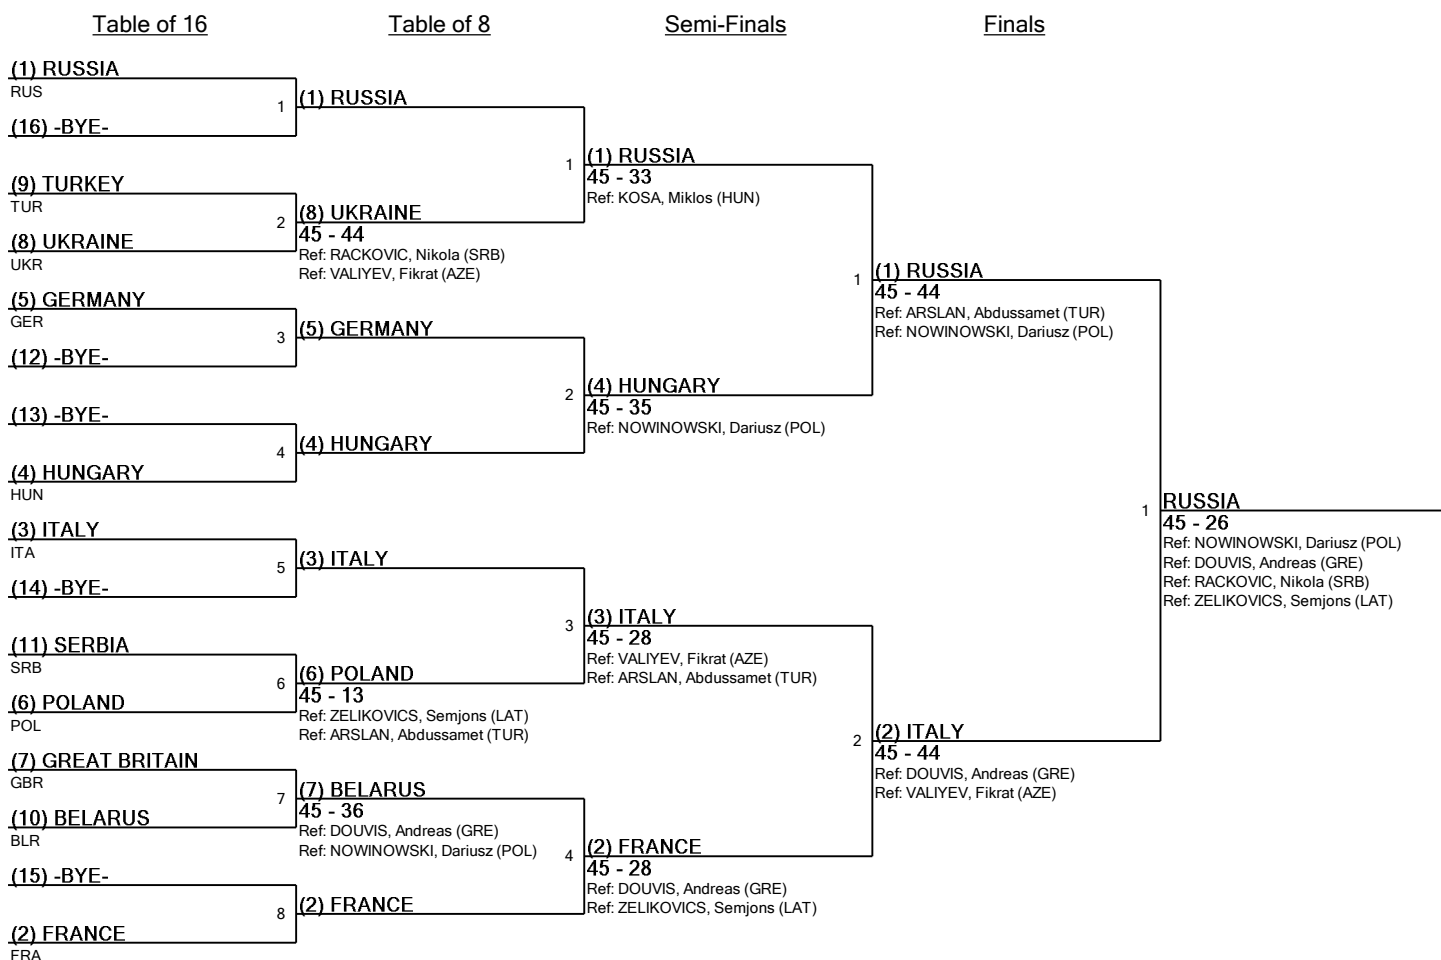 Table of 16
Table of 8
Semi-Finals
Finals
(1) RUSSIA
RUS
1
(16) -BYE-
(9) TURKEY
TUR
2
(8) UKRAINE
UKR
(5) GERMANY
GER
3
(12) -BYE-
(13) -BYE-
4
(4) HUNGARY
HUN
(3) ITALY
ITA
5
(14) -BYE-
(11) SERBIA
SRB
6
(6) POLAND
POL
(7) GREAT BRITAIN
GBR
7
(10) BELARUS
BLR
(15) -BYE-
8
(2) FRANCE
FRA
(1) RUSSIA
1
(8) UKRAINE
45 - 44
Ref: RACKOVIC, Nikola (SRB)
Ref: VALIYEV, Fikrat (AZE)
(5) GERMANY
2
(4) HUNGARY
(3) ITALY
3
(6) POLAND
45 - 13
Ref: ZELIKOVICS, Semjons (LAT)
Ref: ARSLAN, Abdussamet (TUR)
(7) BELARUS
45 - 36
Ref: DOUVIS, Andreas (GRE)
Ref: NOWINOWSKI, Dariusz (POL)
4
(2) FRANCE
(1) RUSSIA
45 - 33
Ref: KOSA, Miklos (HUN)
1
(4) HUNGARY
45 - 35
Ref: NOWINOWSKI, Dariusz (POL)
(3) ITALY
45 - 28
Ref: VALIYEV, Fikrat (AZE)
Ref: ARSLAN, Abdussamet (TUR)
2
(2) FRANCE
45 - 28
Ref: DOUVIS, Andreas (GRE)
Ref: ZELIKOVICS, Semjons (LAT)
(1) RUSSIA
45 - 44
Ref: ARSLAN, Abdussamet (TUR)
Ref: NOWINOWSKI, Dariusz (POL)
1
(2) ITALY
45 - 44
Ref: DOUVIS, Andreas (GRE)
Ref: VALIYEV, Fikrat (AZE)
RUSSIA
45 - 26
Ref: NOWINOWSKI, Dariusz (POL)
Ref: DOUVIS, Andreas (GRE)
Ref: RACKOVIC, Nikola (SRB)
Ref: ZELIKOVICS, Semjons (LAT)